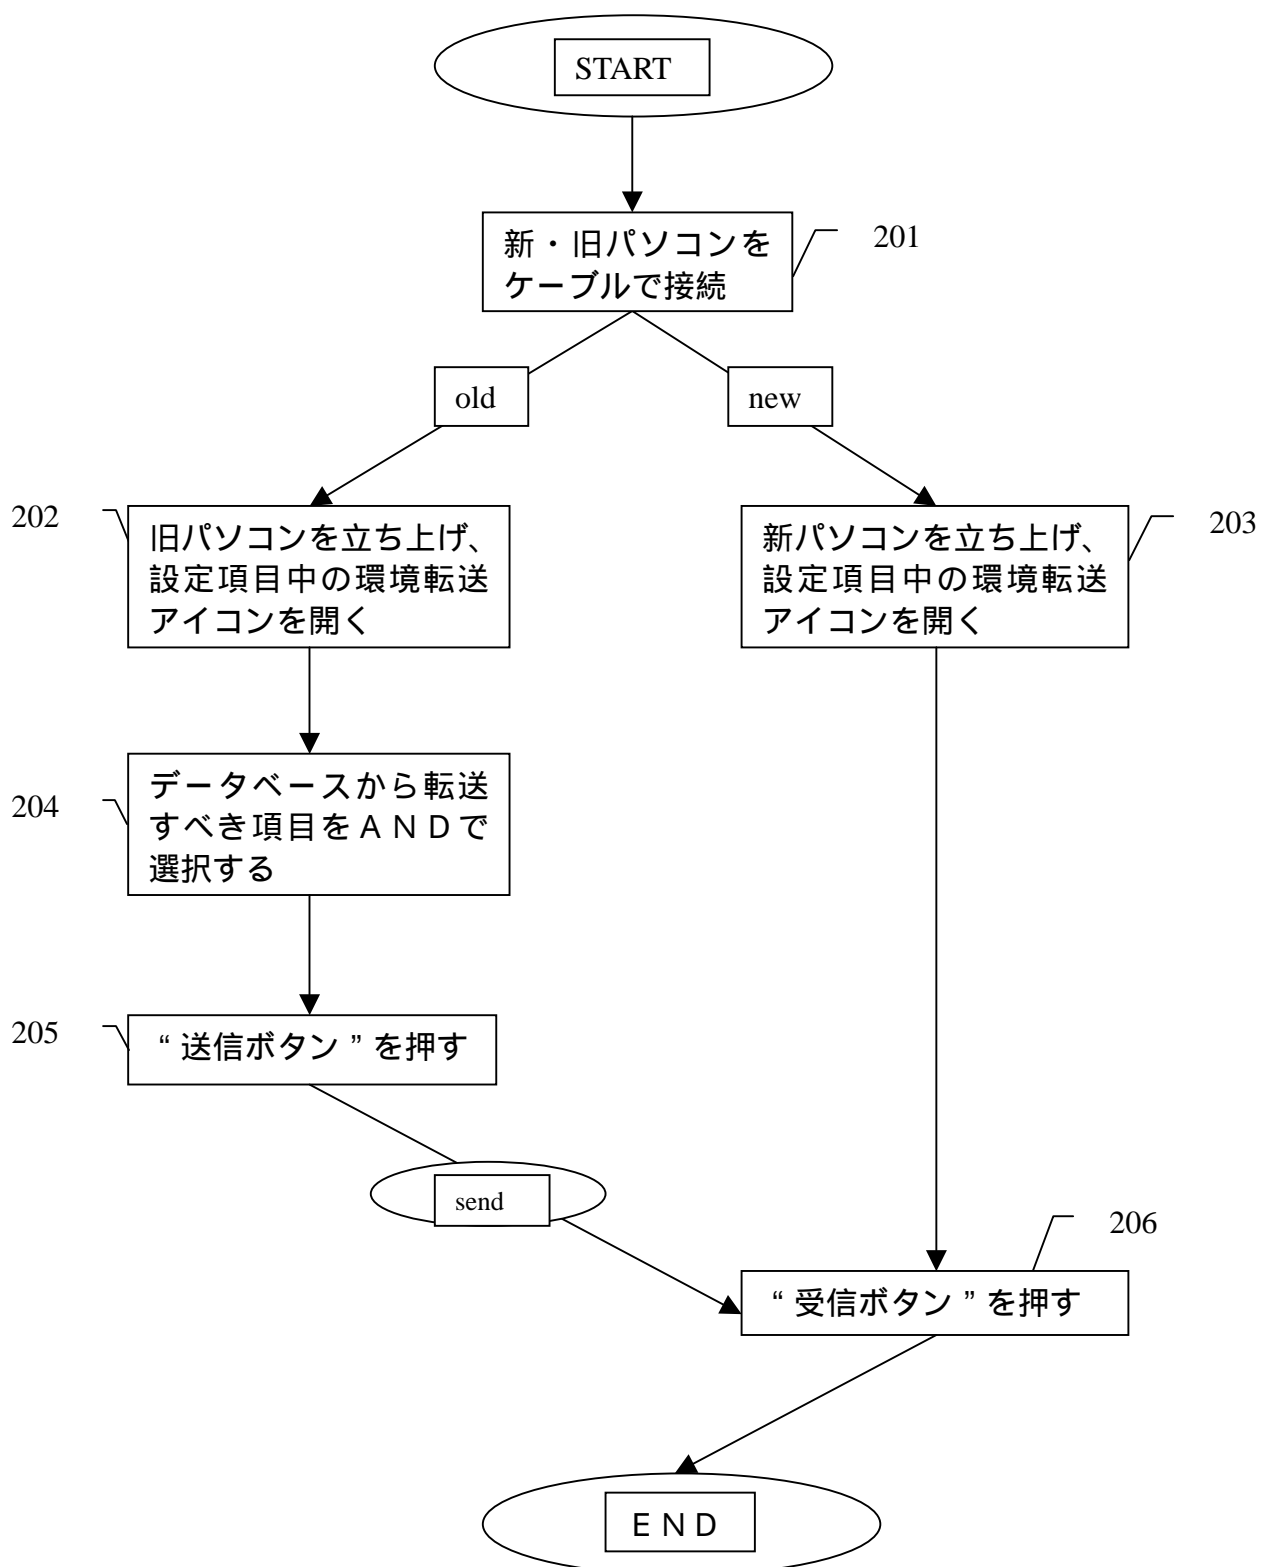 START
新・旧パソコンを
ケーブルで接続
201
old
new
202
旧パソコンを立ち上げ、
設定項目中の環境転送
アイコンを開く
新パソコンを立ち上げ、
設定項目中の環境転送
アイコンを開く
203
204
データベースから転送
すべき項目をＡＮＤで
選択する
205
“送信ボタン”を押す
send
206
“受信ボタン”を押す
ＥＮＤ